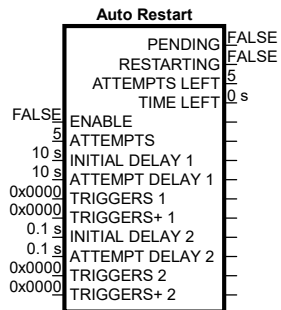 Auto Restart
PENDING FALSE
RESTARTING FALSE
ATTEMPTS LEFT 5
TIME LEFT 0 s
FALSE ENABLE
5 ATTEMPTS
10 s INITIAL DELAY 1
10 s ATTEMPT DELAY 1
0x0000 TRIGGERS 1
0x0000 TRIGGERS+ 1
0.1 s INITIAL DELAY 2
0.1 s ATTEMPT DELAY 2
0x0000 TRIGGERS 2
0x0000 TRIGGERS+ 2